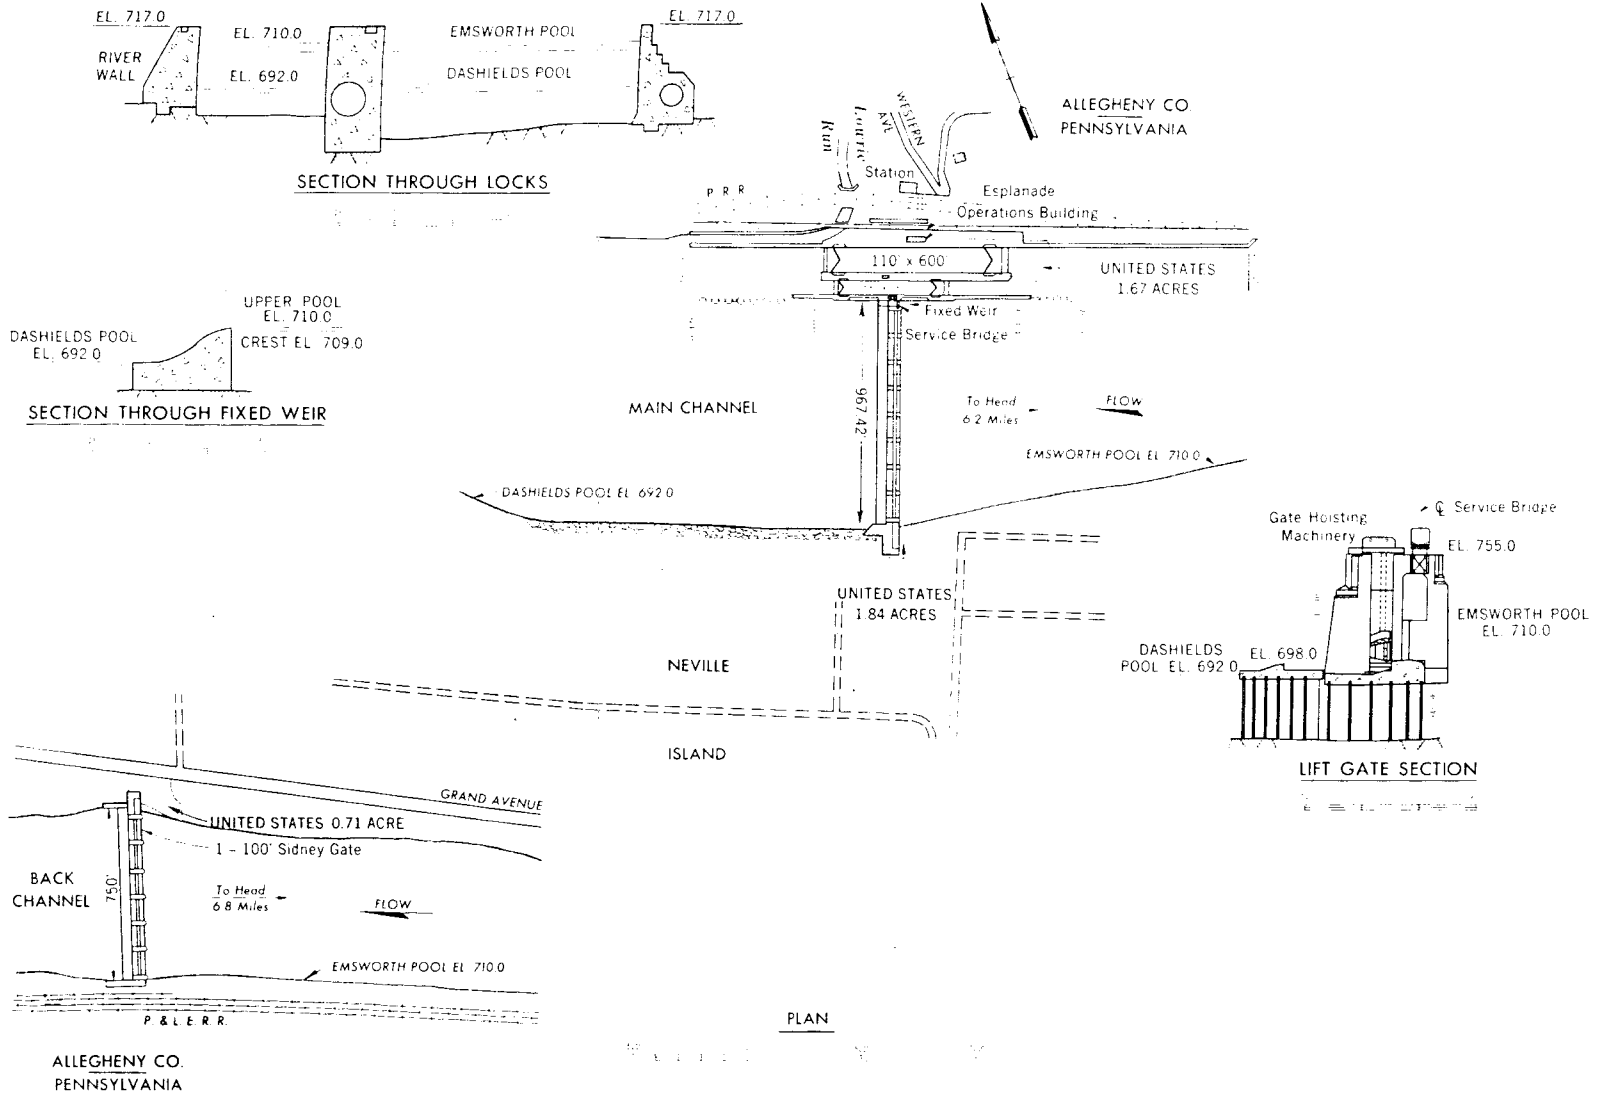 EL. 717.0
EL. 710.0
EMSWORTH POOL
EL. 717.0
RIVER
WALL
EL. 692.0
DASHIELDS POOL
SECTION THROUGH LOCKS
ALLEGHENY CO.
PENNSYLVANIA
WESTERN
AVE
Lowrie
Run
Station
P. R. R.
Esplanade
Operations Building
110' x 600'
UNITED STATES
1.67 ACRES
Fixed Weir
Service Bridge
UPPER POOL
EL. 710.0
CREST EL. 709.0
DASHIELDS POOL
EL. 692.0
SECTION THROUGH FIXED WEIR
MAIN CHANNEL
967.42'
To Head
6.2 Miles
FLOW
EMSWORTH POOL EL. 710.0
DASHIELDS POOL EL. 692.0
UNITED STATES
1.84 ACRES
NEVILLE
ISLAND
℄ Service Bridge
Gate Hoisting
Machinery
EL. 755.0
EMSWORTH POOL
EL. 710.0
DASHIELDS
POOL EL. 692.0
EL. 698.0
LIFT GATE SECTION
GRAND AVENUE
UNITED STATES 0.71 ACRE
1 - 100' Sidney Gate
BACK
CHANNEL
750'
To Head
6.8 Miles
FLOW
EMSWORTH POOL EL. 710.0
P. & L. E. R. R.
ALLEGHENY CO.
PENNSYLVANIA
PLAN